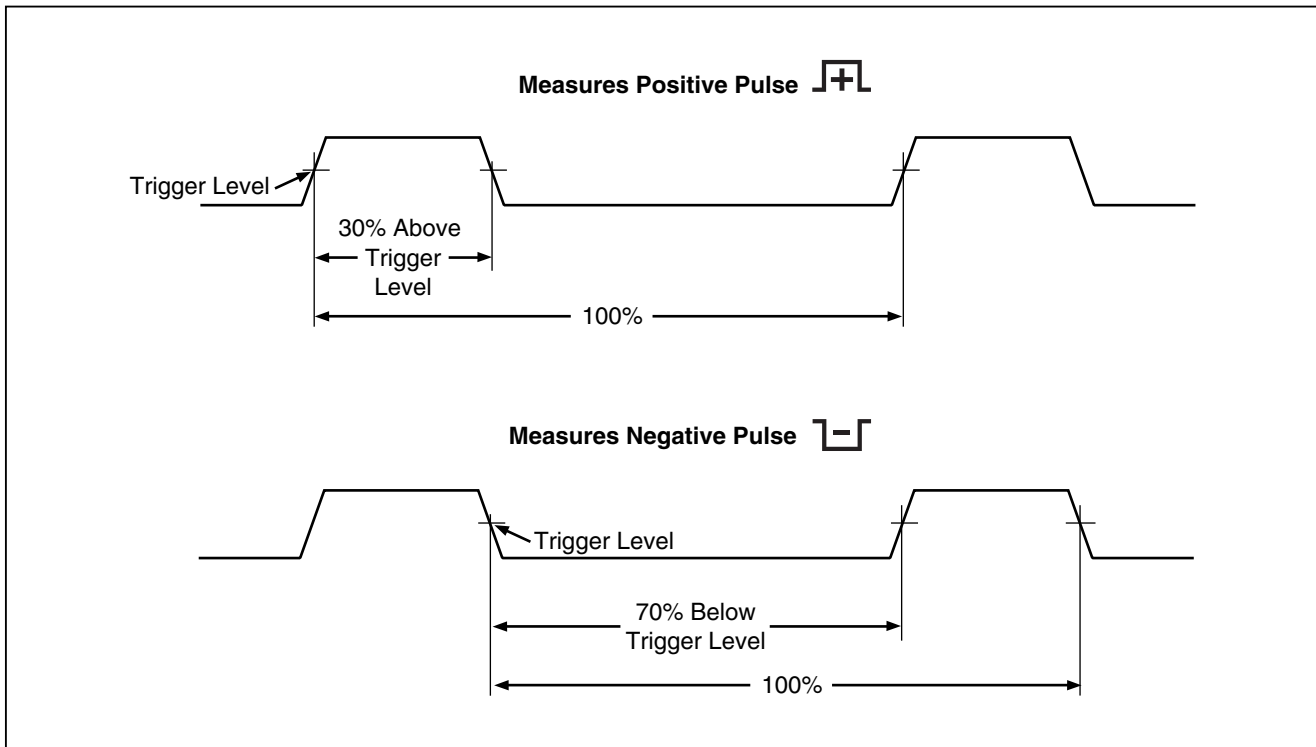 Measures Positive Pulse +
Trigger Level
30% Above
Trigger
Level
100%
Measures Negative Pulse -
Trigger Level
70% Below
Trigger Level
100%